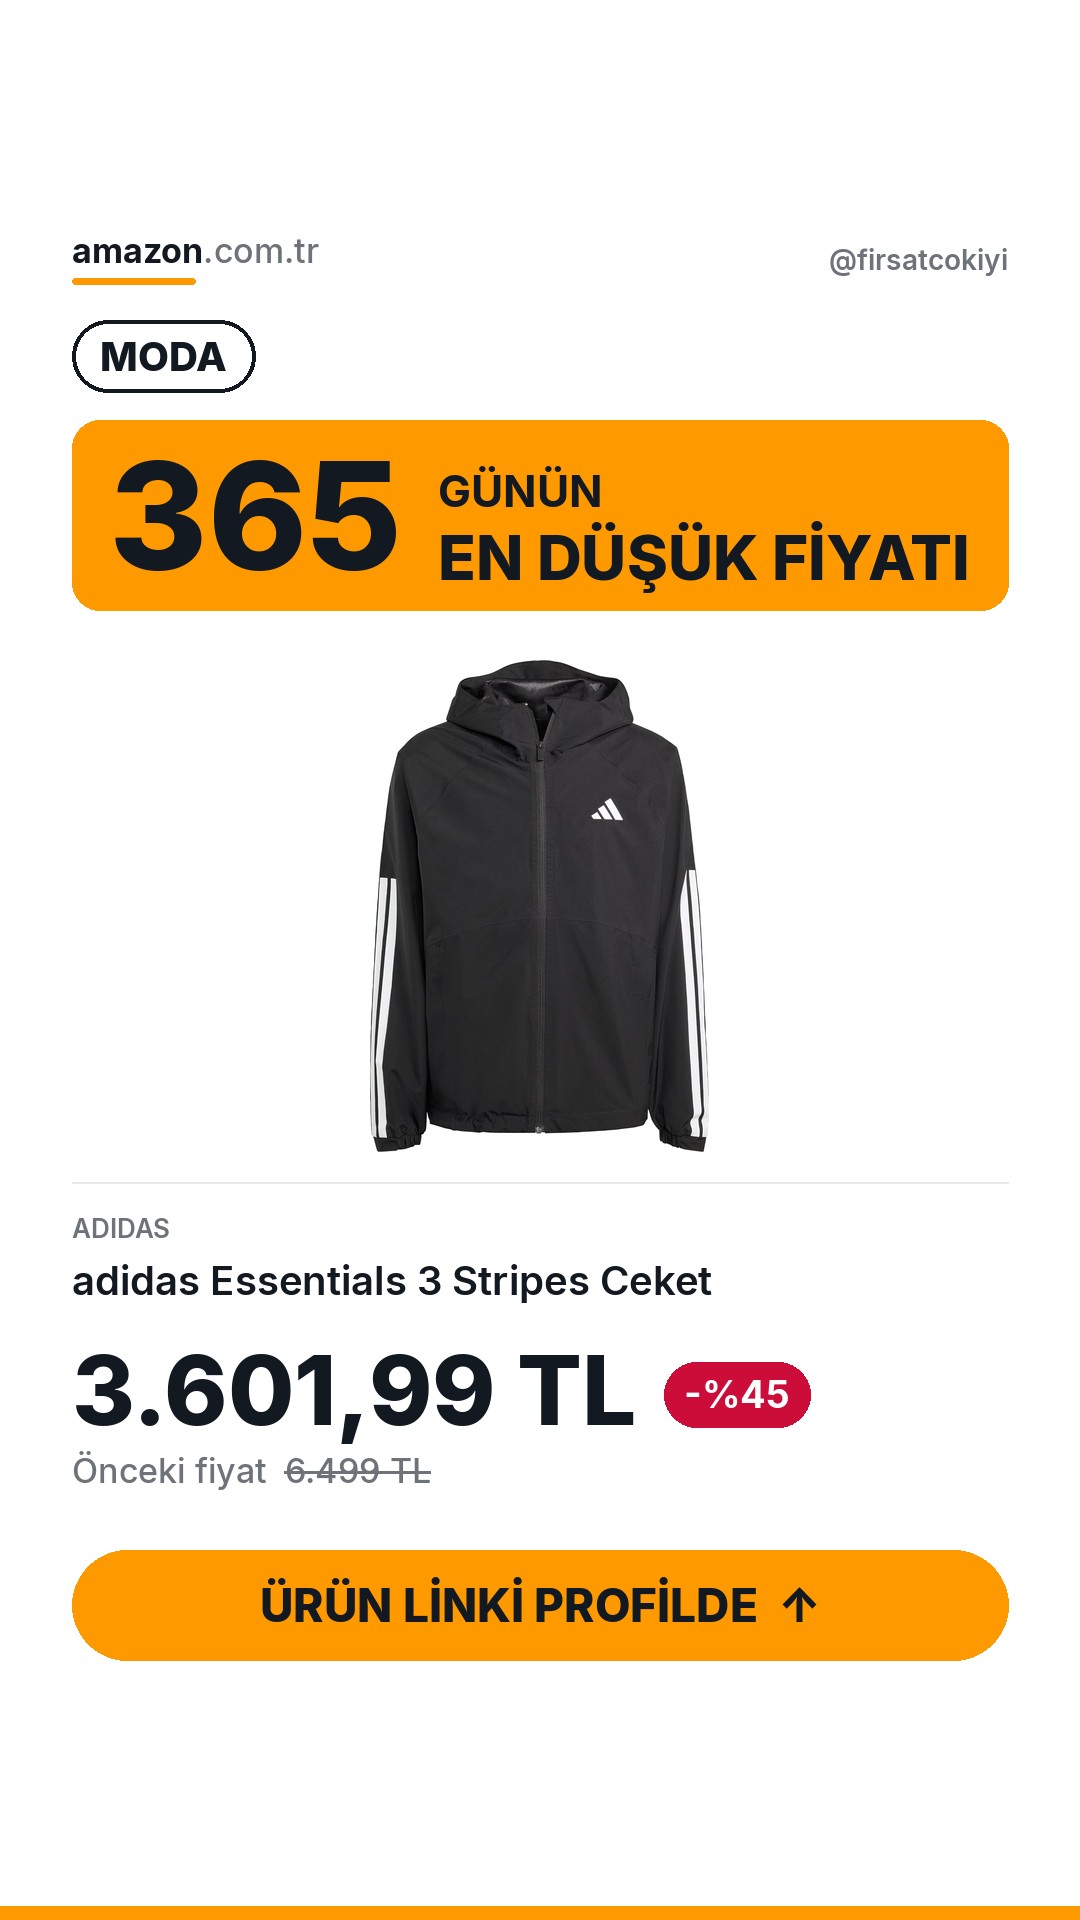 amazon.com.tr
@firsatcokiyi
MODA
365
GÜNÜN
EN DÜŞÜK FİYATI
ADIDAS
adidas Essentials 3 Stripes Ceket
3.601,99 TL
-%45
Önceki fiyat 6.499 TL
ÜRÜN LİNKİ PROFİLDE ↑